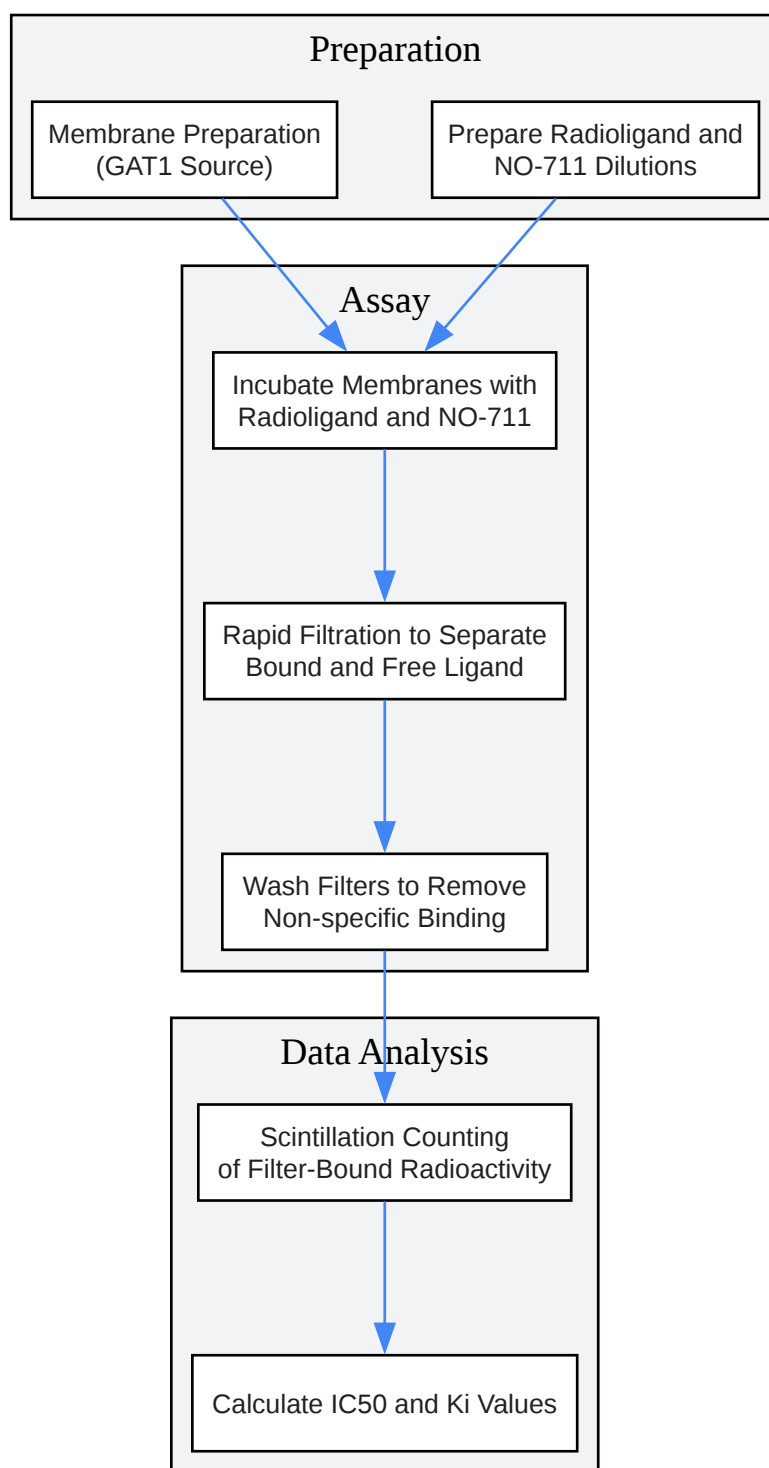 Preparation
Membrane Preparation
(GAT1 Source)
Prepare Radioligand and
NO-711 Dilutions
Assay
Incubate Membranes with
Radioligand and NO-711
Rapid Filtration to Separate
Bound and Free Ligand
Wash Filters to Remove
Non-specific Binding
Data Analysis
Scintillation Counting
of Filter-Bound Radioactivity
Calculate IC50 and Ki Values